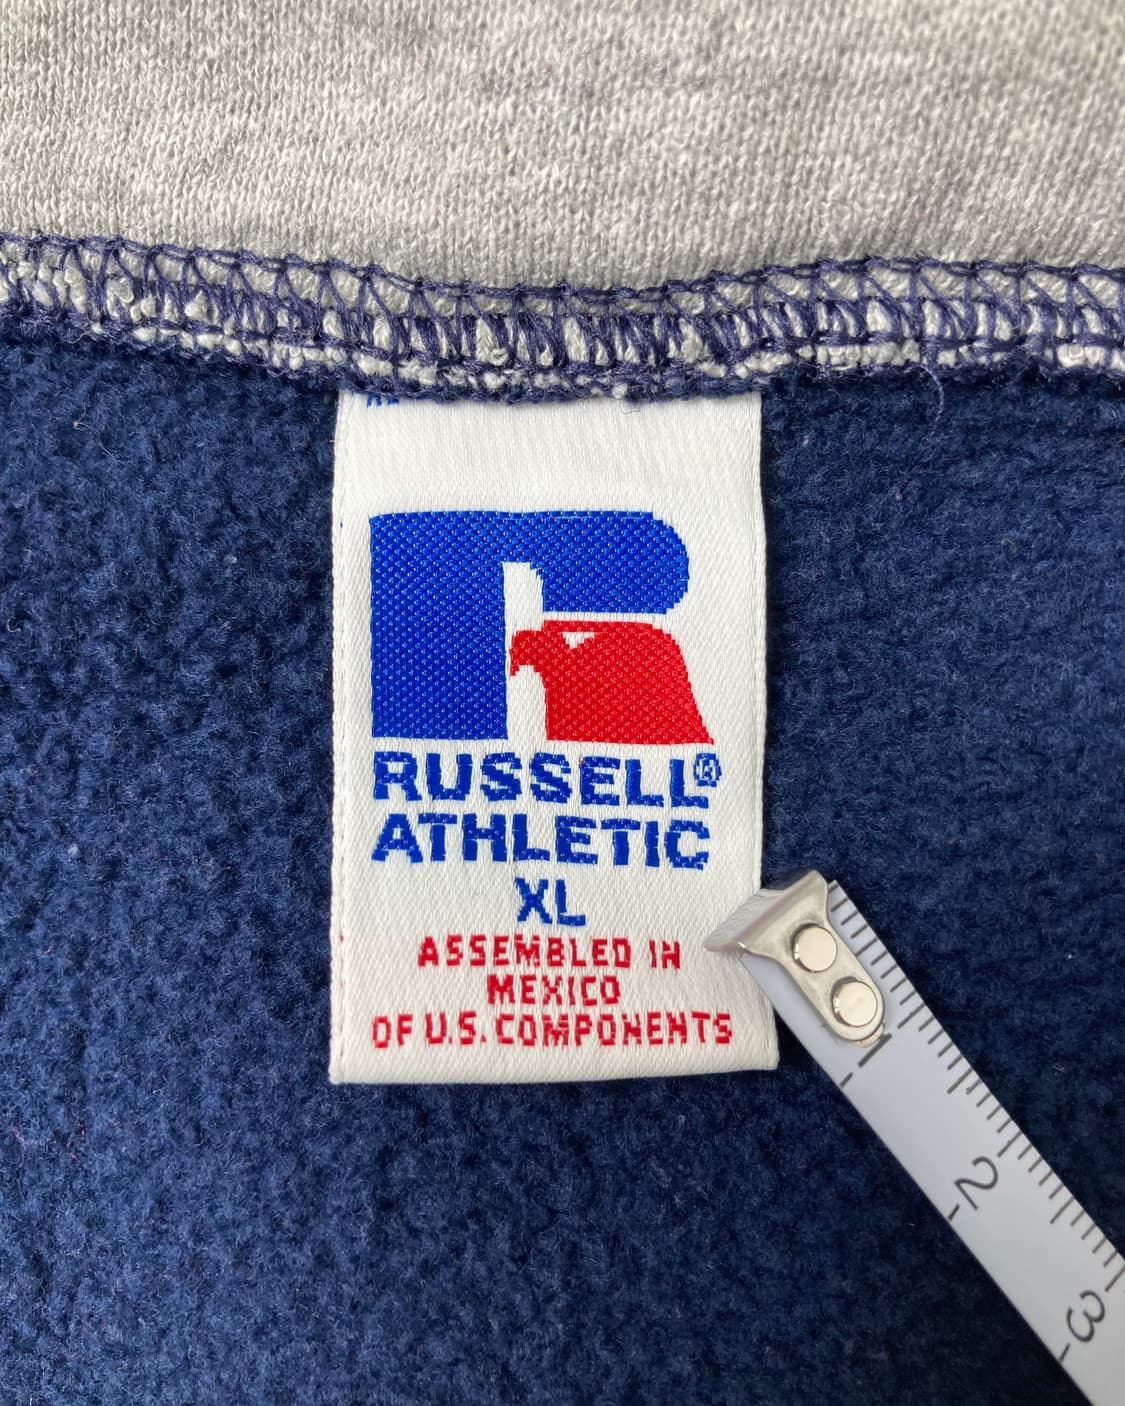 RUSSELL®
ATHLETIC
XL
ASSEMBLED IN
MEXICO
OF U.S. COMPONENTS
1
2
3